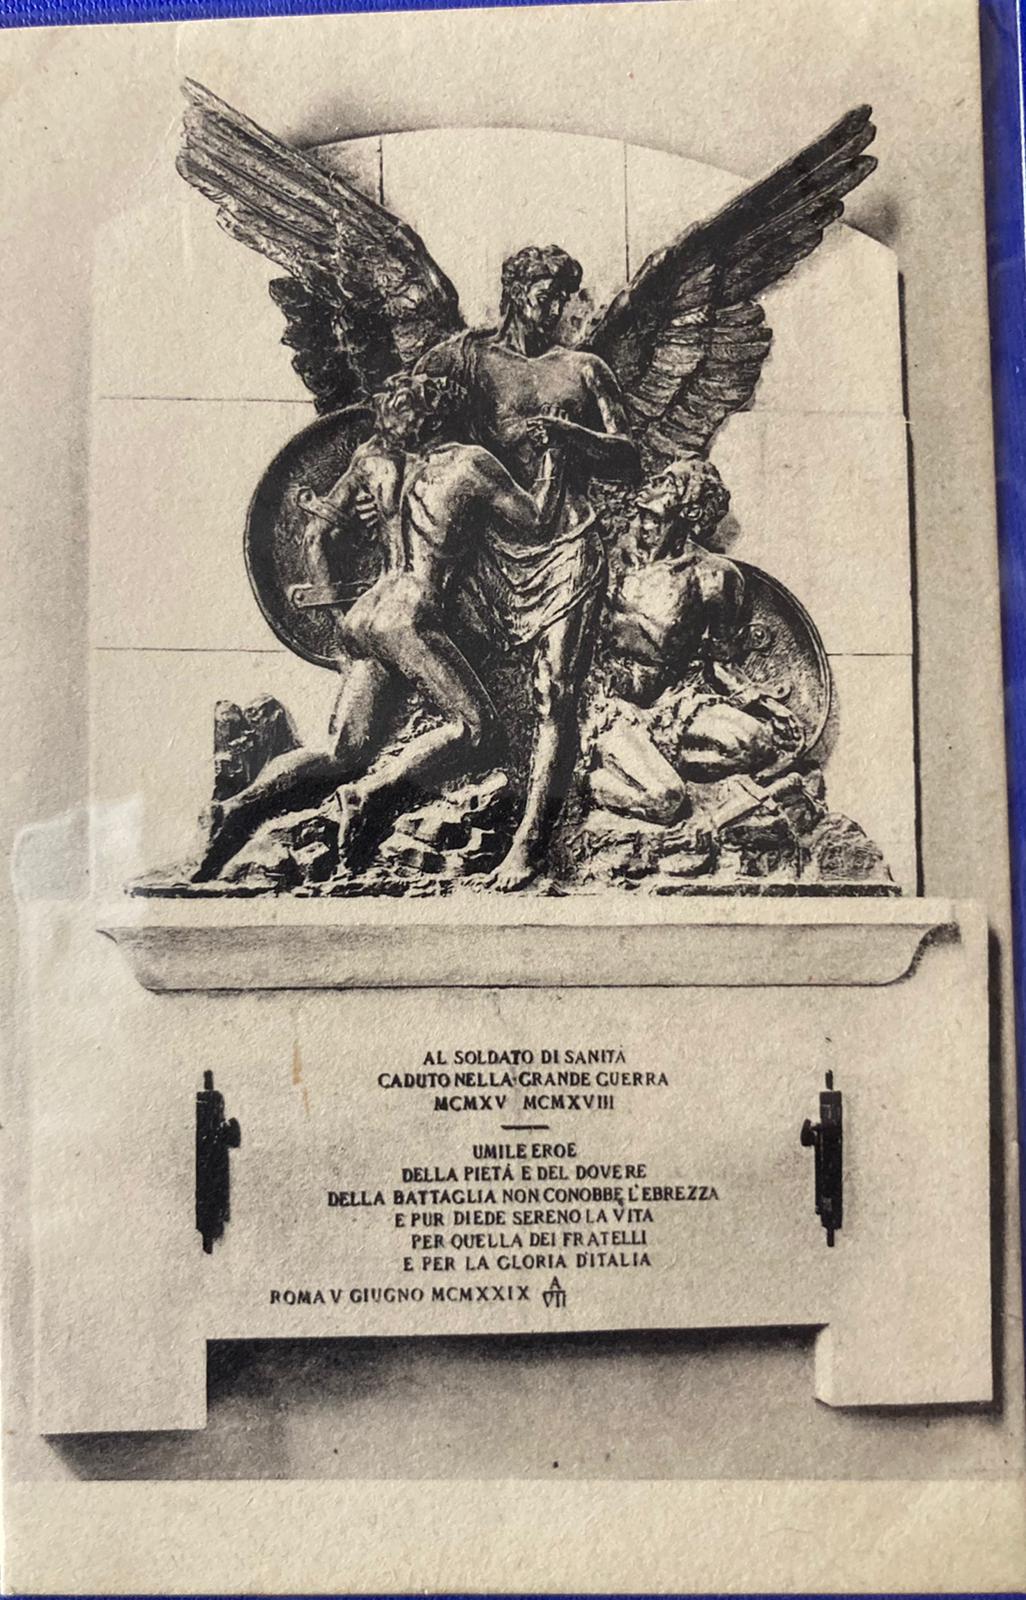 AL SOLDATO DI SANITÀ
CADUTO NELLA GRANDE GUERRA
MCMXV MCMXVIII
UMILE EROE
DELLA PIETÁ E DEL DOVERE
DELLA BATTAGLIA NON CONOBBE L'EBREZZA
E PUR DIEDE SERENO LA VITA
PER QUELLA DEI FRATELLI
E PER LA GLORIA D'ITALIA
ROMA V GIUGNO MCMXXIX A VII